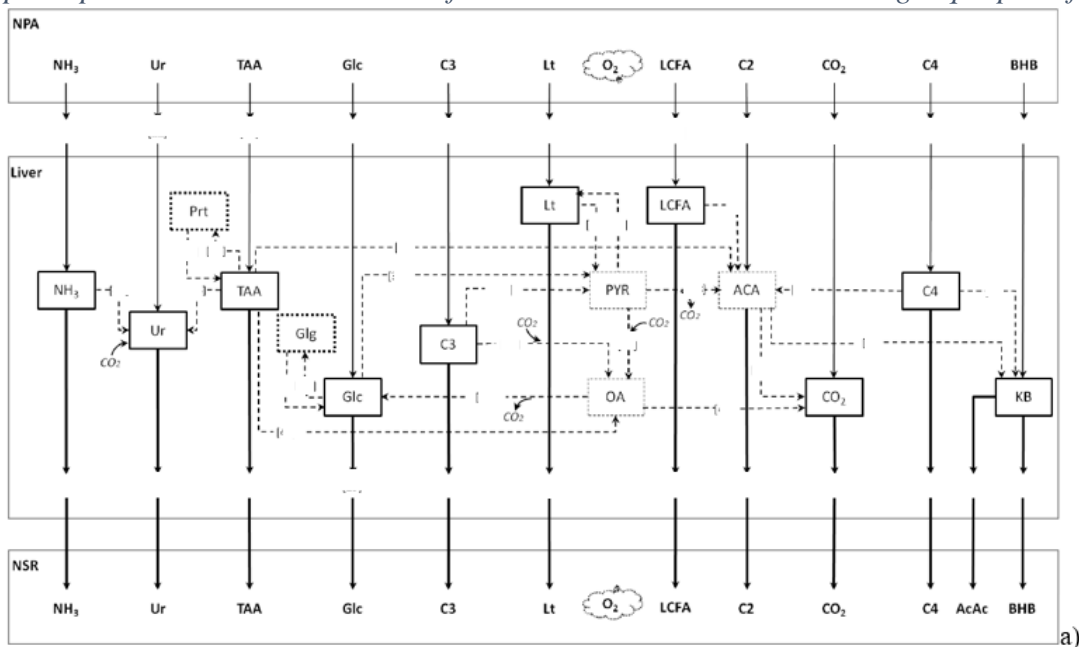 NPA
NH₃ Ur TAA Glc C3 Lt O₂ LCFA C2 CO₂ C4 BHB
Liver
Prt Lt LCFA
NH₃ TAA PYR ACA C4
CO₂
Ur Glg C3 CO₂ CO₂
CO₂
Glc OA CO₂ KB
CO₂
NSR
NH₃ Ur TAA Glc C3 Lt O₂ LCFA C2 CO₂ C4 AcAc BHB
a)